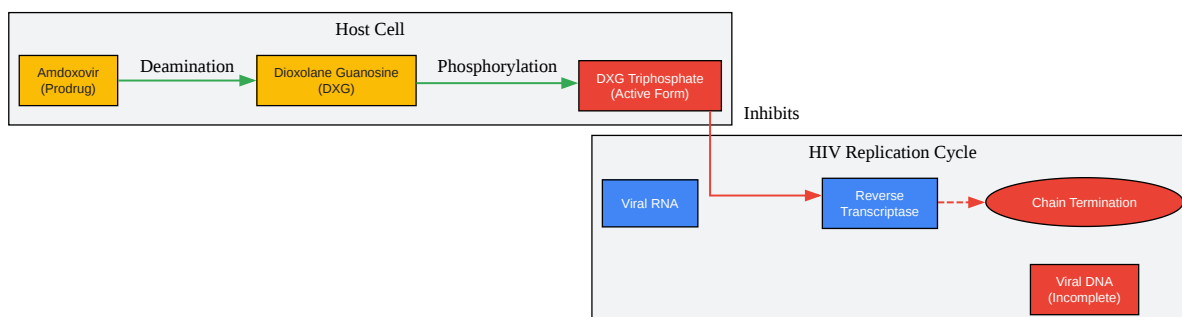 Host Cell
Amdoxovir
(Prodrug)
Deamination
Dioxolane Guanosine
(DXG)
Phosphorylation
DXG Triphosphate
(Active Form)
Inhibits
HIV Replication Cycle
Viral RNA
Reverse
Transcriptase
Chain Termination
Viral DNA
(Incomplete)